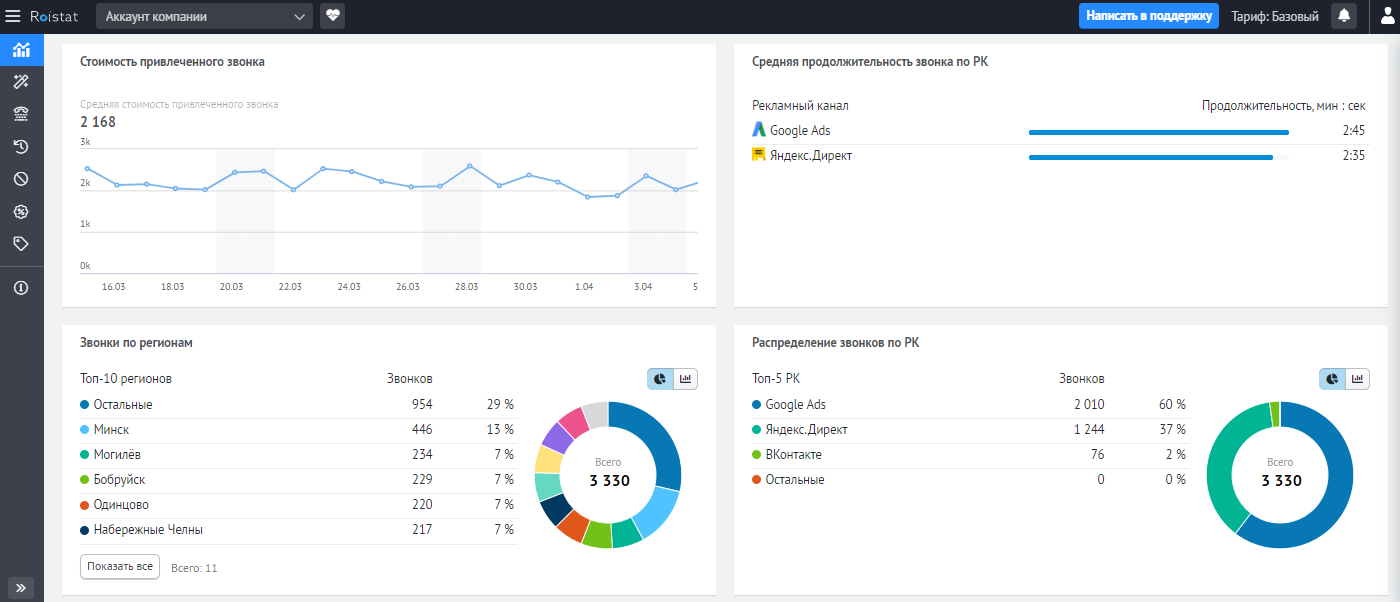 Roistat Аккаунт компании Написать в поддержку Тариф: Базовый
Стоимость привлеченного звонка
Средняя стоимость привлеченного звонка
2 168
3k
2k
1k
0k
16.03 18.03 20.03 22.03 24.03 26.03 28.03 30.03 1.04 3.04 5
Средняя продолжительность звонка по РК
Рекламный канал Продолжительность, мин : сек
Google Ads 2:45
Яндекс.Директ 2:35
Звонки по регионам
Топ-10 регионов Звонков
Остальные 954 29 %
Минск 446 13 %
Могилёв 234 7 %
Бобруйск 229 7 %
Одинцово 220 7 %
Набережные Челны 217 7 %
Показать все Всего: 11
Всего
3 330
Распределение звонков по РК
Топ-5 РК Звонков
Google Ads 2 010 60 %
Яндекс.Директ 1 244 37 %
ВКонтакте 76 2 %
Остальные 0 0 %
Всего
3 330